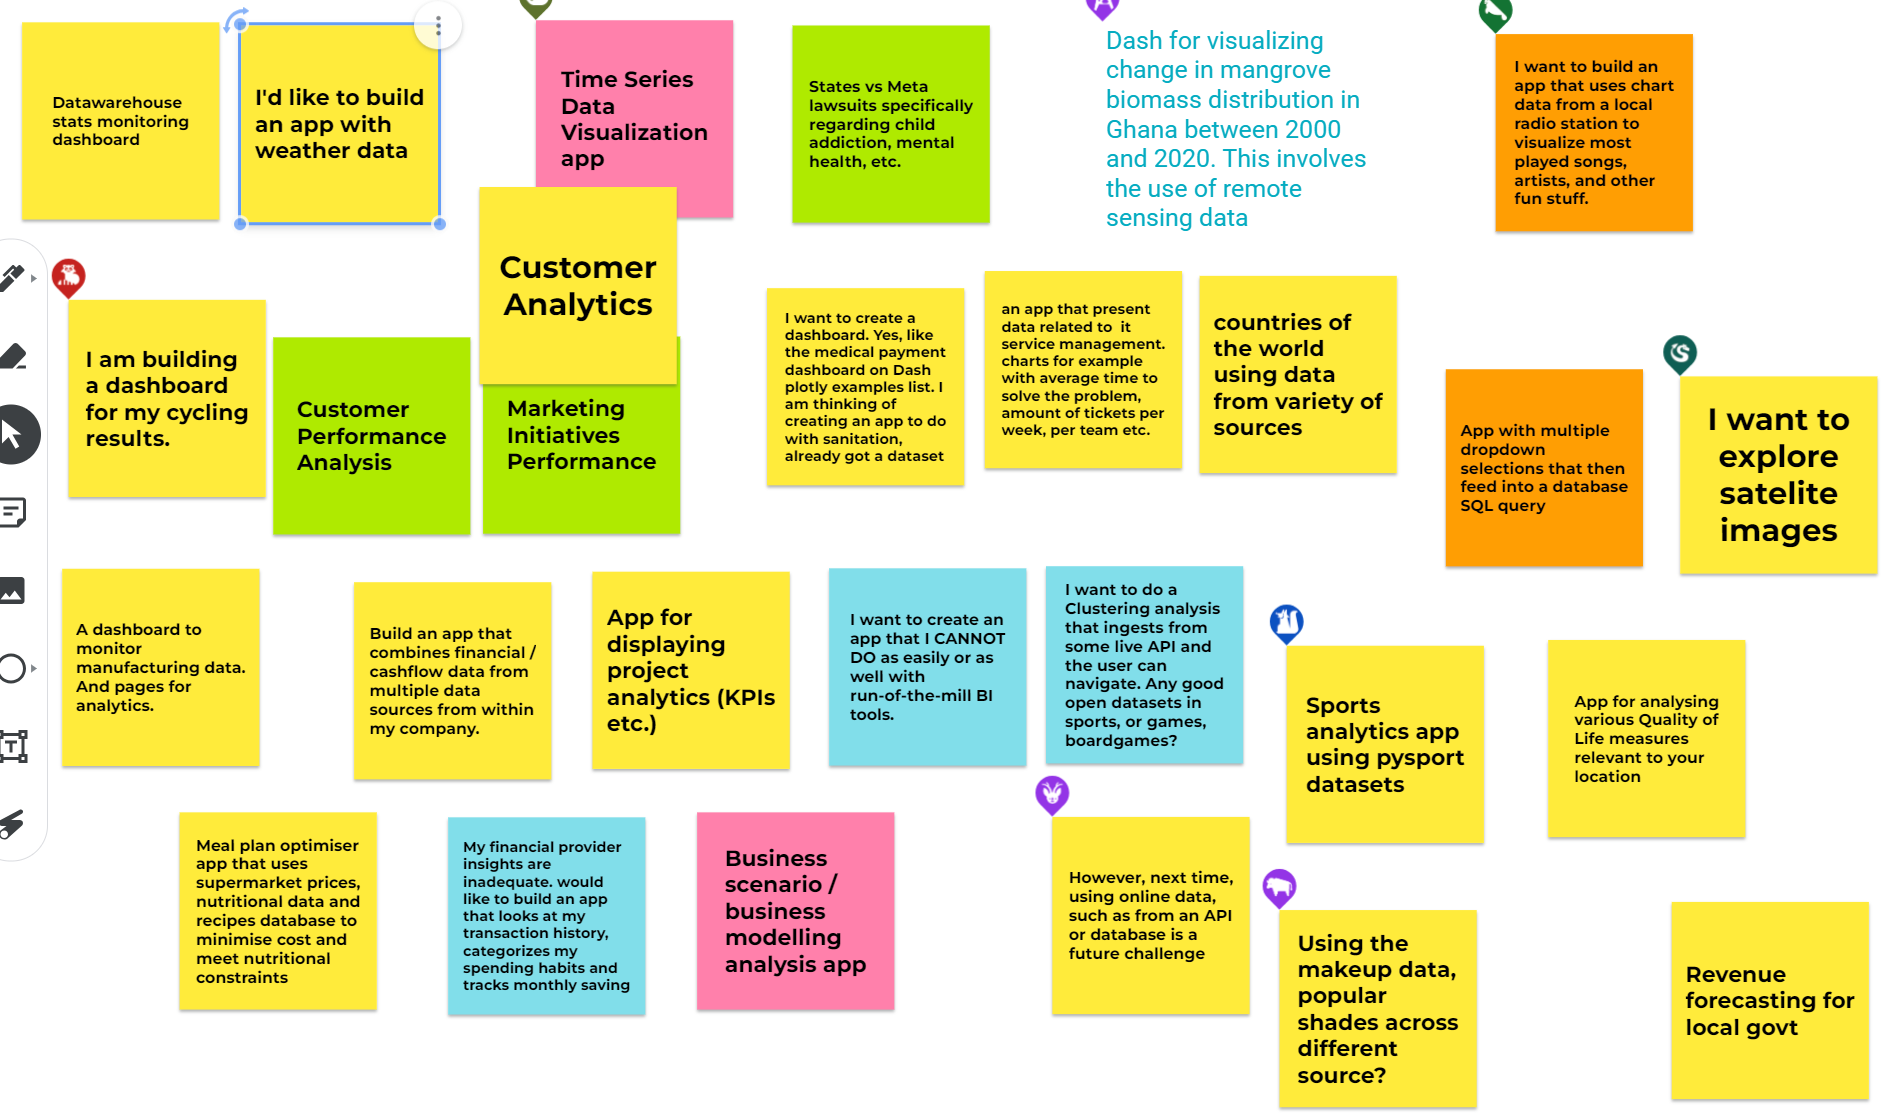 Datawarehouse
stats monitoring
dashboard
I'd like to build
an app with
weather data
Time Series
Data
Visualization
app
States vs Meta
lawsuits specifically
regarding child
addiction, mental
health, etc.
Dash for visualizing
change in mangrove
biomass distribution in
Ghana between 2000
and 2020. This involves
the use of remote
sensing data
I want to build an
app that uses chart
data from a local
radio station to
visualize most
played songs,
artists, and other
fun stuff.
I am building
a dashboard
for my cycling
results.
Customer
Performance
Analysis
Customer
Analytics
Marketing
Initiatives
Performance
I want to create a
dashboard. Yes, like
the medical payment
dashboard on Dash
plotly examples list. I
am thinking of
creating an app to do
with sanitation,
already got a dataset
an app that present
data related to  it
service management.
charts for example
with average time to
solve the problem,
amount of tickets per
week, per team etc.
countries of
the world
using data
from variety of
sources
App with multiple
dropdown
selections that then
feed into a database
SQL query
I want to
explore
satelite
images
A dashboard to
monitor
manufacturing data.
And pages for
analytics.
Build an app that
combines financial /
cashflow data from
multiple data
sources from within
my company.
App for
displaying
project
analytics (KPIs
etc.)
I want to create an
app that I CANNOT
DO as easily or as
well with
run-of-the-mill BI
tools.
I want to do a
Clustering analysis
that ingests from
some live API and
the user can
navigate. Any good
open datasets in
sports, or games,
boardgames?
Sports
analytics app
using pysport
datasets
App for analysing
various Quality of
Life measures
relevant to your
location
Meal plan optimiser
app that uses
supermarket prices,
nutritional data and
recipes database to
minimise cost and
meet nutritional
constraints
My financial provider
insights are
inadequate. would
like to build an app
that looks at my
transaction history,
categorizes my
spending habits and
tracks monthly saving
Business
scenario /
business
modelling
analysis app
However, next time,
using online data,
such as from an API
or database is a
future challenge
Using the
makeup data,
popular
shades across
different
source?
Revenue
forecasting for
local govt